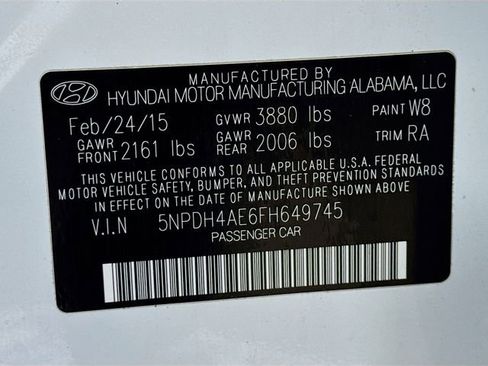 MANUFACTURED BY
HYUNDAI MOTOR MANUFACTURING ALABAMA, LLC
Feb/24/15 GVWR 3880 lbs PAINT W8
GAWR FRONT 2161 lbs GAWR REAR 2006 lbs TRIM RA
THIS VEHICLE CONFORMS TO ALL APPLICABLE U.S.A. FEDERAL
MOTOR VEHICLE SAFETY, BUMPER, AND THEFT PREVENTION STANDARDS
IN EFFECT ON THE DATE OF MANUFACTURE SHOWN ABOVE
V.I.N 5NPDH4AE6FH649745
PASSENGER CAR